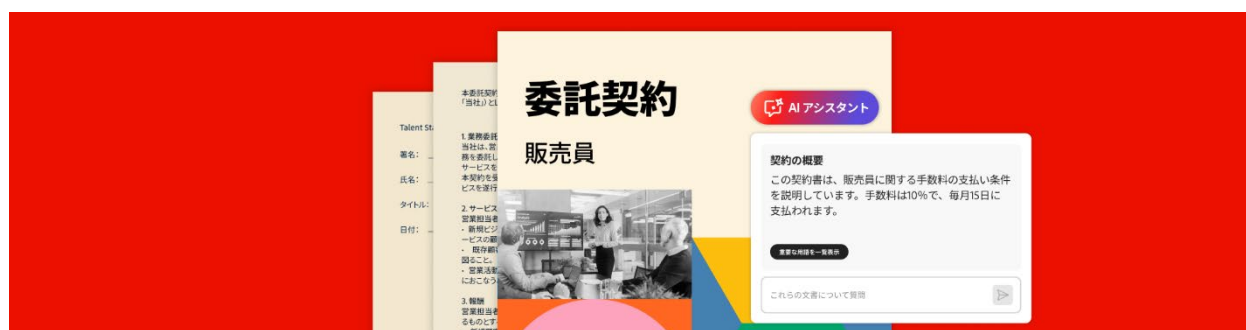 Talent St
署名:
氏名:
タイトル:
日付:
本委託契約
「当社」）とし
1. 業務委託
当社は、営
務を委託し
サービスを
本契約を受
ビスを遂行
2. サービス
営業担当者
- 新規ビジ
ービスの顧
- 既存顧
図ること。
- 営業活動
におこなう
3. 報酬
営業担当者
るものとす
委託契約
販売員
AI アシスタント
契約の概要
この契約書は、販売員に関する手数料の支払い条件
を説明しています。手数料は10%で、毎月15日に
支払われます。
重要な用語を一覧表示
これらの文書について質問